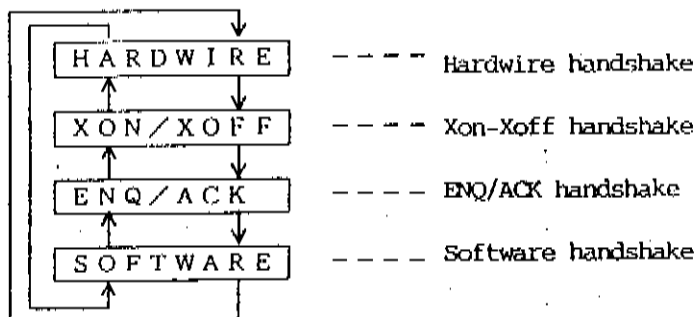 HARDWIRE ---- Hardwire handshake
XON/XOFF ---- Xon-Xoff handshake
ENQ/ACK ---- ENQ/ACK handshake
SOFTWARE ---- Software handshake